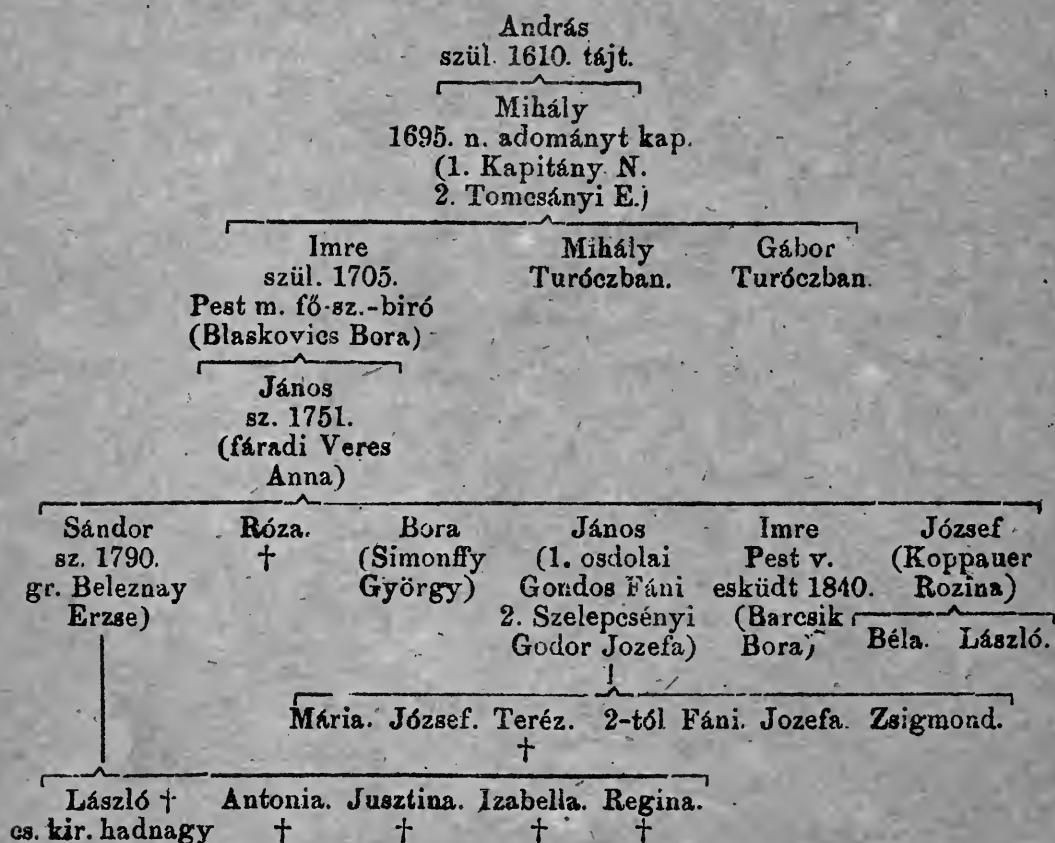 András
szül. 1610. tájt.
Mihály
1695. n. adományt kap.
(1. Kapitány N.
2. Tomcsányi E.)
Imre Mihály Gábor
szül. 1705. Turóczban. Turóczban.
Pest m. fő-sz.-biró
(Blaskovics Bora)
János
sz. 1751.
(fáradi Veres
Anna)
Sándor Róza. Bora János Imre József
sz. 1790. † (Simonffy (1. osdolai Pest v. (Koppauer
gr. Beleznay György) Gondos Fáni esküdt 1840. Rozina)
Erzse) 2. Szelepcsényi (Barcsik
Godor Jozefa) Bora) Béla. László.
Mária. József. Teréz. 2-tól Fáni. Jozefa. Zsigmond.
†
László † Antonia. Jusztina. Izabella. Regina.
cs. kir. hadnagy † † † †